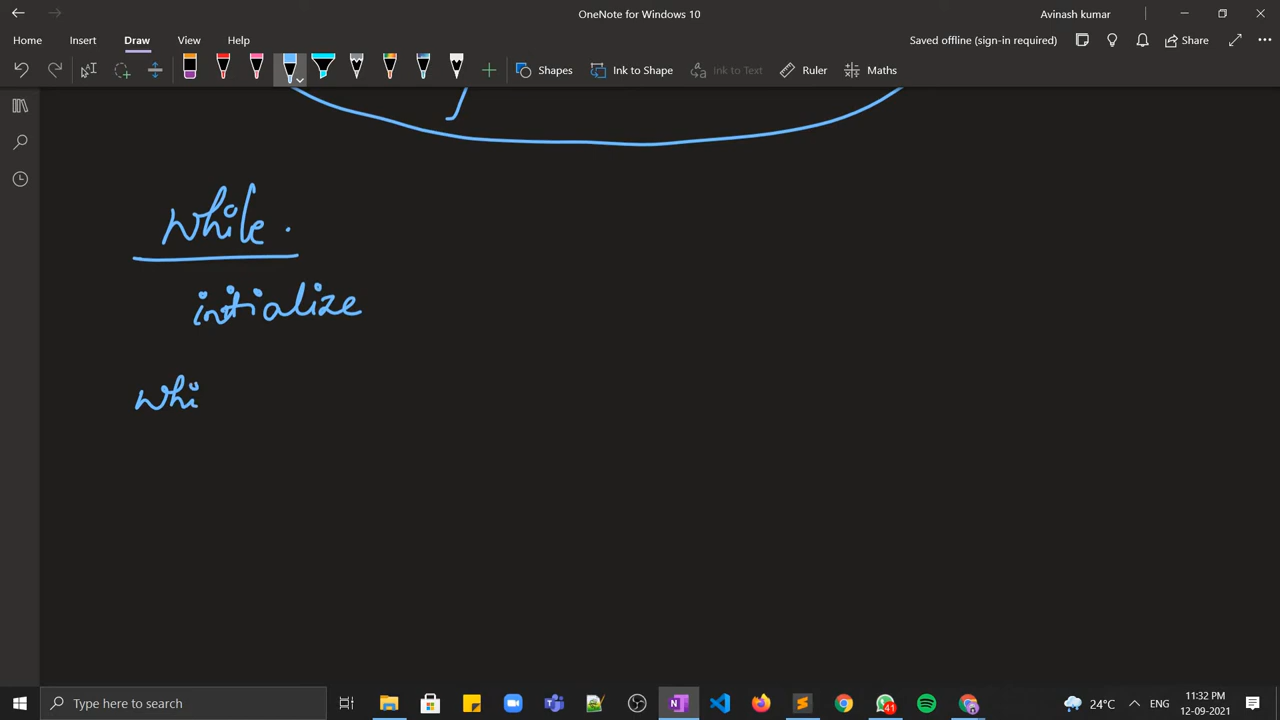 OneNote for Windows 10
Avinash kumar
Home Insert Draw View Help
Saved offline (sign-in required)
Share
Shapes
Ink to Shape
Ink to Text
Ruler
Maths
While.
intialize
whi
Type here to search
41
24°C
ENG
11:32 PM
12-09-2021